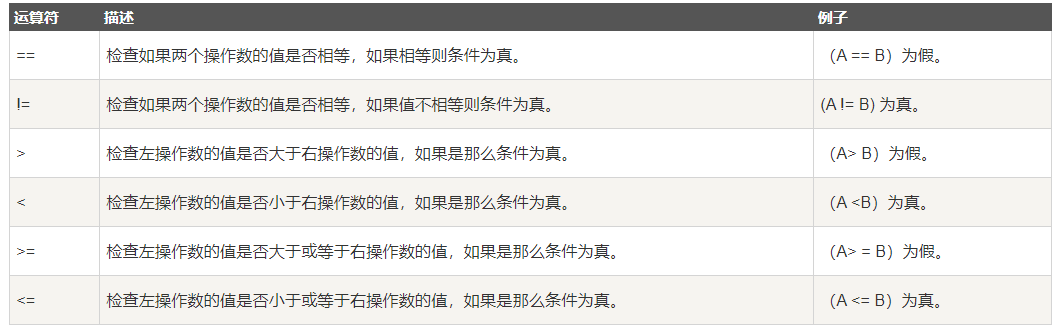 运算符 描述 例子
== 检查如果两个操作数的值是否相等，如果相等则条件为真。 （A == B）为假。
!= 检查如果两个操作数的值是否相等，如果值不相等则条件为真。 (A != B) 为真。
> 检查左操作数的值是否大于右操作数的值，如果是那么条件为真。 （A> B）为假。
< 检查左操作数的值是否小于右操作数的值，如果是那么条件为真。 （A <B）为真。
>= 检查左操作数的值是否大于或等于右操作数的值，如果是那么条件为真。 （A> = B）为假。
<= 检查左操作数的值是否小于或等于右操作数的值，如果是那么条件为真。 （A <= B）为真。